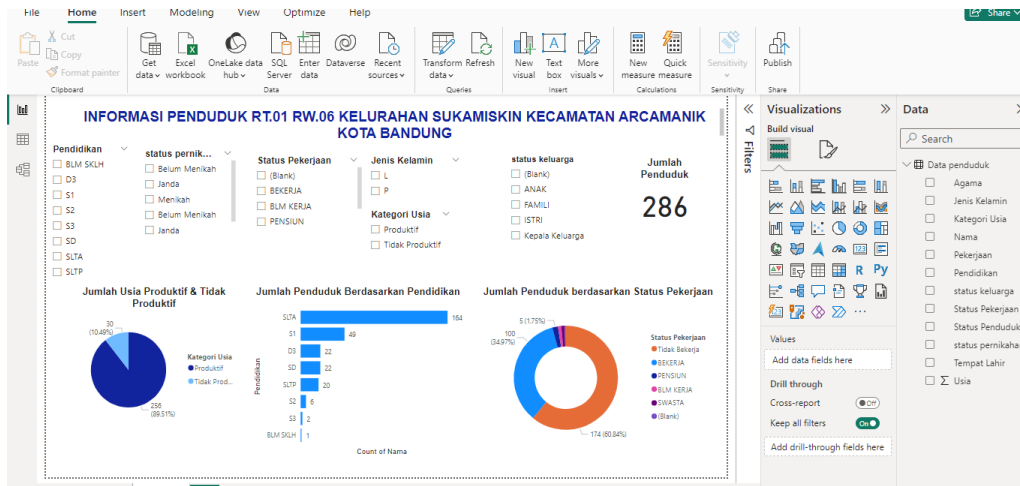 File Home Insert Modeling View Optimize Help
Share
Paste
Cut
Copy
Format painter
Clipboard
Get data
Excel workbook
OneLake data hub
SQL Server
Enter data
Dataverse
Recent sources
Data
Transform data
Refresh
Queries
New visual
Text box
More visuals
Insert
New measure
Quick measure
Calculations
Sensitivity
Sensitivity
Publish
Share
INFORMASI PENDUDUK RT.01 RW.06 KELURAHAN SUKAMISKIN KECAMATAN ARCAMANIK
KOTA BANDUNG
Pendidikan
BLM SKLH
D3
S1
S2
S3
SD
SLTA
SLTP
status pernik...
Belum Menikah
Janda
Menikah
Belum Menikah
Janda
Status Pekerjaan
(Blank)
BEKERJA
BLM KERJA
PENSIUN
Jenis Kelamin
L
P
Kategori Usia
Produktif
Tidak Produktif
status keluarga
(Blank)
ANAK
FAMILI
ISTRI
Kepala Keluarga
Jumlah
Penduduk
286
Jumlah Usia Produktif & Tidak
Produktif
30
(10.49%)
256
(89.51%)
Kategori Usia
Produktif
Tidak Prod...
Jumlah Penduduk Berdasarkan Pendidikan
Pendidikan
SLTA 164
S1 49
D3 22
SD 22
SLTP 20
S2 6
S3 2
BLM SKLH 1
Count of Nama
Jumlah Penduduk berdasarkan Status Pekerjaan
5 (1.75%)
100
(34.97%)
174 (60.84%)
Status Pekerjaan
Tidak Bekerja
BEKERJA
PENSIUN
BLM KERJA
SWASTA
(Blank)
Filters
Visualizations
Build visual
123
R Py
Values
Add data fields here
Drill through
Cross-report Off
Keep all filters On
Add drill-through fields here
Data
Search
Data penduduk
Agama
Jenis Kelamin
Kategori Usia
Nama
Pekerjaan
Pendidikan
status keluarga
Status Pekerjaan
Status Penduduk
status pernikahan
Tempat Lahir
Σ Usia